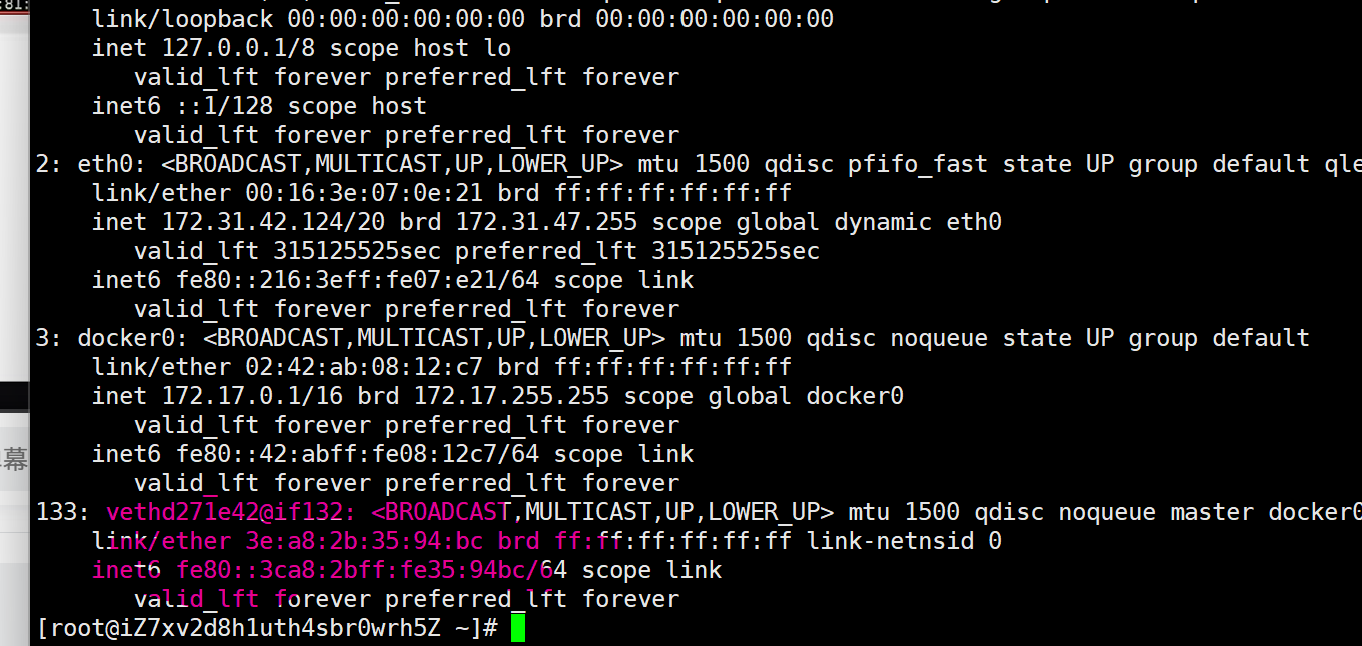 :81:
link/loopback 00:00:00:00:00:00 brd 00:00:00:00:00:00
inet 127.0.0.1/8 scope host lo
valid_lft forever preferred_lft forever
inet6 ::1/128 scope host
valid_lft forever preferred_lft forever
2: eth0: <BROADCAST,MULTICAST,UP,LOWER_UP> mtu 1500 qdisc pfifo_fast state UP group default qle
link/ether 00:16:3e:07:0e:21 brd ff:ff:ff:ff:ff:ff
inet 172.31.42.124/20 brd 172.31.47.255 scope global dynamic eth0
valid_lft 315125525sec preferred_lft 315125525sec
inet6 fe80::216:3eff:fe07:e21/64 scope link
valid_lft forever preferred_lft forever
3: docker0: <BROADCAST,MULTICAST,UP,LOWER_UP> mtu 1500 qdisc noqueue state UP group default
link/ether 02:42:ab:08:12:c7 brd ff:ff:ff:ff:ff:ff
inet 172.17.0.1/16 brd 172.17.255.255 scope global docker0
valid_lft forever preferred_lft forever
inet6 fe80::42:abff:fe08:12c7/64 scope link
valid_lft forever preferred_lft forever
幕
133: vethd271e42@if132: <BROADCAST,MULTICAST,UP,LOWER_UP> mtu 1500 qdisc noqueue master docker0
link/ether 3e:a8:2b:35:94:bc brd ff:ff:ff:ff:ff:ff link-netnsid 0
inet6 fe80::3ca8:2bff:fe35:94bc/64 scope link
valid_lft forever preferred_lft forever
[root@iZ7xv2d8h1uth4sbr0wrh5Z ~]#